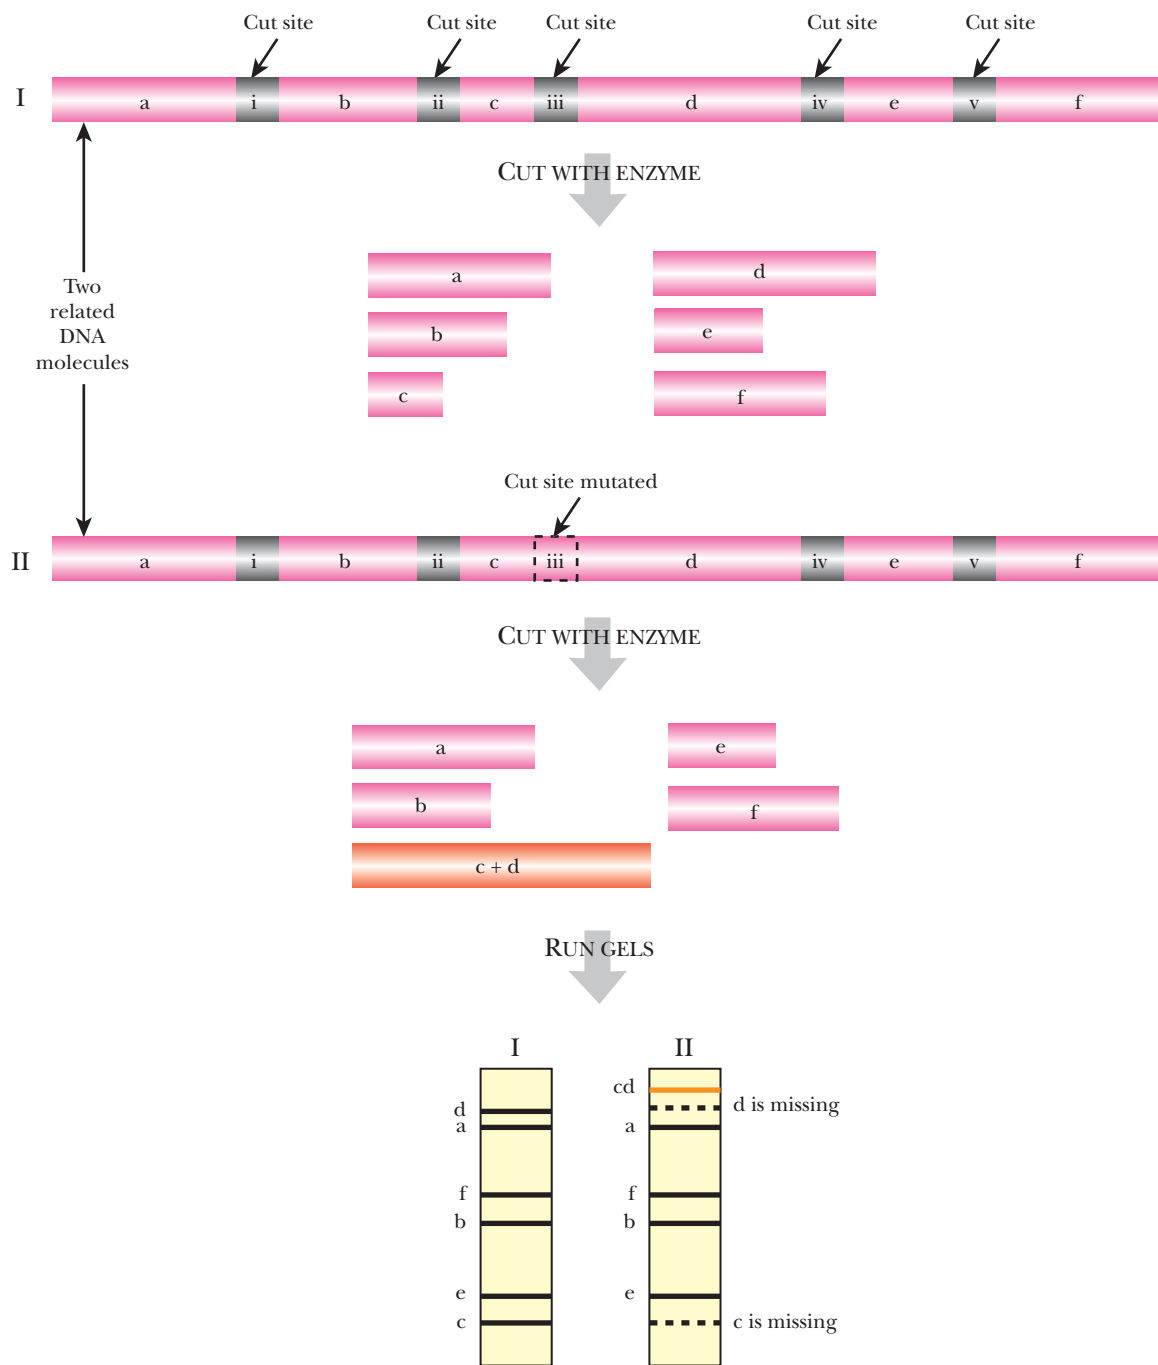 Cut site Cut site Cut site Cut site Cut site
I a i b ii c iii d iv e v f
CUT WITH ENZYME
a d
b e
c f
Two
related
DNA
molecules
Cut site mutated
II a i b ii c iii d iv e v f
CUT WITH ENZYME
a e
b f
c + d
RUN GELS
I II
cd
d d is missing
a a
f f
b b
e e
c c is missing